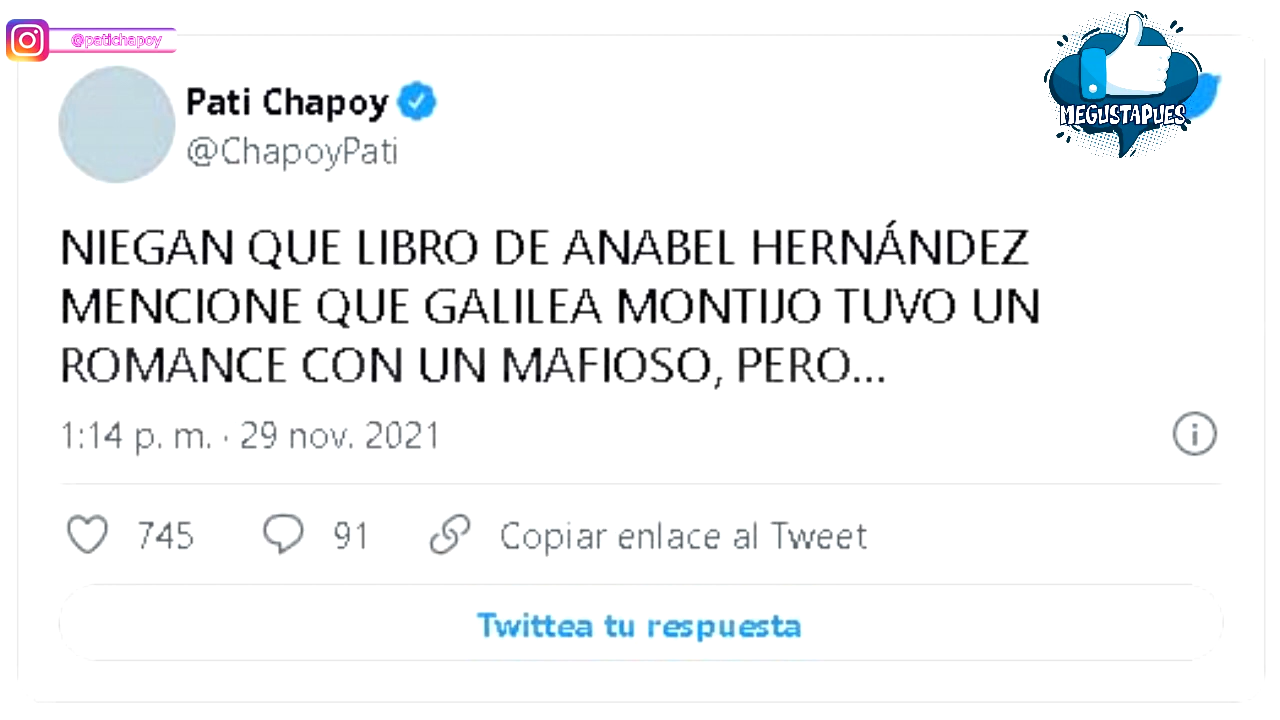 @patichapoy
MEGUSTAPUES
Pati Chapoy
@ChapoyPati
NIEGAN QUE LIBRO DE ANABEL HERNÁNDEZ
MENCIONE QUE GALILEA MONTIJO TUVO UN
ROMANCE CON UN MAFIOSO, PERO...
1:14 p. m. · 29 nov. 2021
745 91 Copiar enlace al Tweet
Twittea tu respuesta